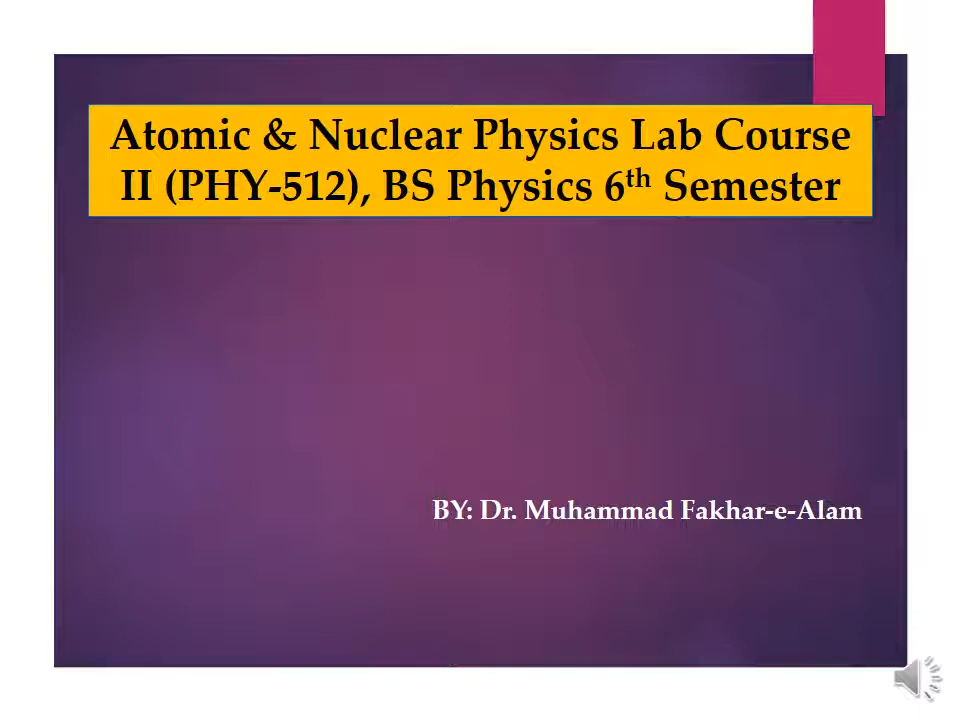 Atomic & Nuclear Physics Lab Course
II (PHY-512), BS Physics 6th Semester
BY: Dr. Muhammad Fakhar-e-Alam